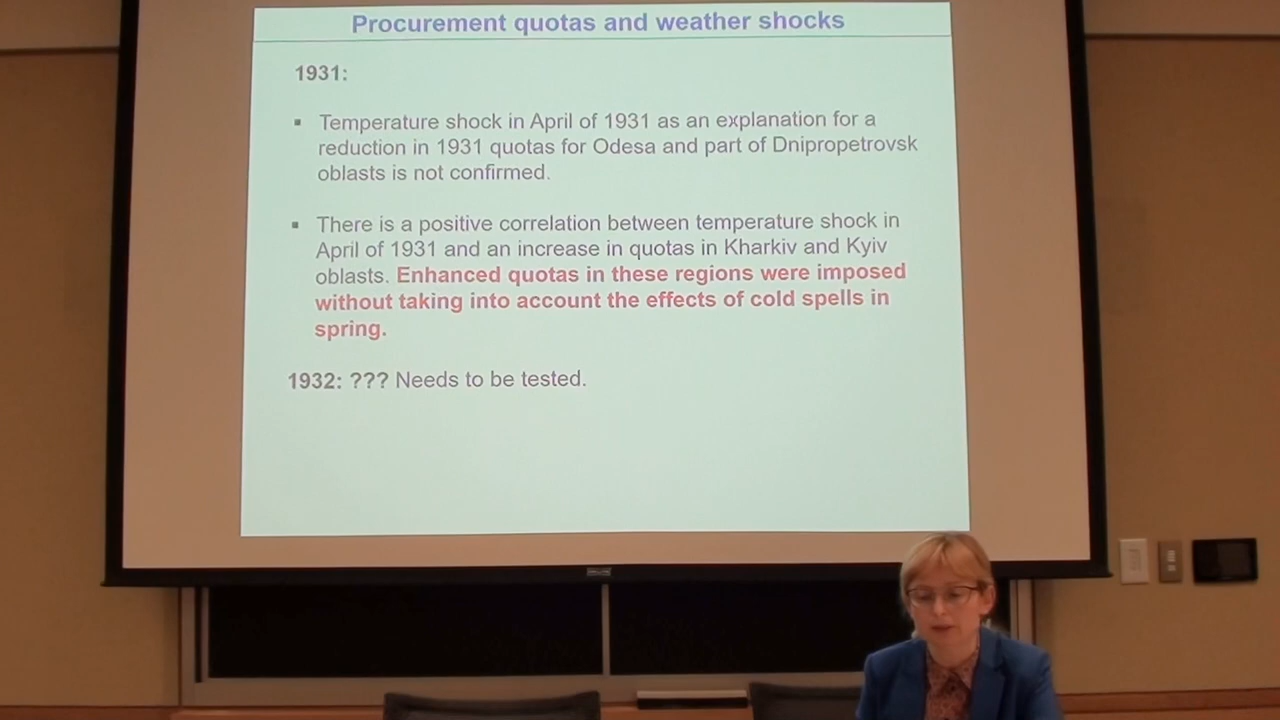 Procurement quotas and weather shocks
1931:
▪ Temperature shock in April of 1931 as an explanation for a
reduction in 1931 quotas for Odesa and part of Dnipropetrovsk
oblasts is not confirmed.
▪ There is a positive correlation between temperature shock in
April of 1931 and an increase in quotas in Kharkiv and Kyiv
oblasts. Enhanced quotas in these regions were imposed
without taking into account the effects of cold spells in
spring.
1932: ??? Needs to be tested.